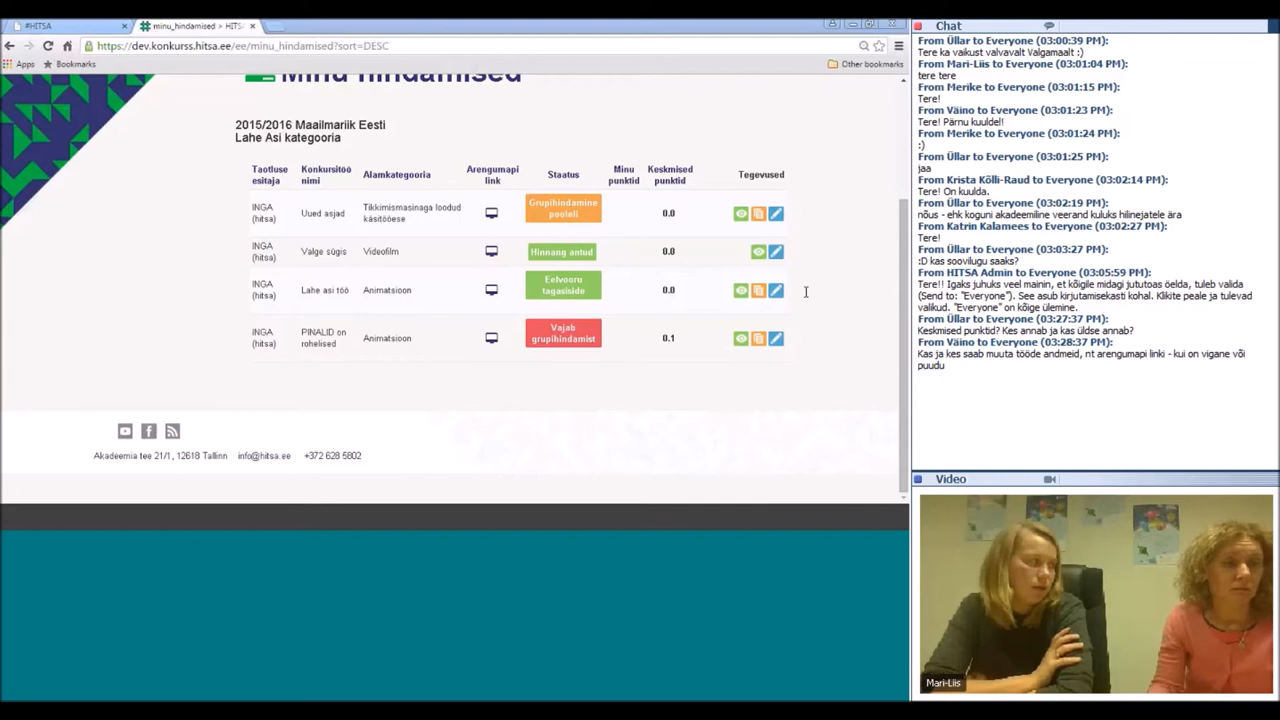 #HITSA
minu_hindamised > HITSA
https://dev.konkurss.hitsa.ee/ee/minu_hindamised?sort=DESC
Apps Bookmarks Other bookmarks
Minu hindamised
2015/2016 Maailmariik Eesti
Lahe Asi kategooria
Taotluse esitaja Konkursitöö nimi Alamkategooria Arengumapi link Staatus Minu punktid Keskmised punktid Tegevused
INGA (hitsa) Uued asjad Tikkimismasinaga loodud käsitööese Grupihindamine pooleli 0.0
INGA (hitsa) Valge sügis Videofilm Hinnang antud 0.0
INGA (hitsa) Lahe asi töö Animatsioon Eelvooru tagasiside 0.0
INGA (hitsa) PINALID on rohelised Animatsioon Vajab grupihindamist 0.1
Akadeemia tee 21/1, 12618 Tallinn info@hitsa.ee +372 628 5802
Chat
From Üllar to Everyone (03:00:39 PM):
Tere ka vaikust valvavalt Valgamaalt :)
From Mari-Liis to Everyone (03:01:04 PM):
tere tere
From Merike to Everyone (03:01:15 PM):
Tere!
From Väino to Everyone (03:01:23 PM):
Tere! Pärnu kuuldel!
From Merike to Everyone (03:01:24 PM):
:)
From Üllar to Everyone (03:01:25 PM):
jaa
From Krista Kõlli-Raud to Everyone (03:02:14 PM):
Tere! On kuulda.
From Üllar to Everyone (03:02:19 PM):
nõus - ehk koguni akadeemiline veerand kuluks hilinejatele ära
From Katrin Kalamees to Everyone (03:02:27 PM):
Tere!
From Üllar to Everyone (03:03:27 PM):
:D kas soovilugu saaks?
From HITSA Admin to Everyone (03:05:59 PM):
Tere!! Igaks juhuks veel mainin, et kõigile midagi jututoas öelda, tuleb valida
(Send to: "Everyone"). See asub kirjutamisekasti kohal. Klikite peale ja tulevad
valikud. "Everyone" on kõige ülemine.
From Üllar to Everyone (03:27:37 PM):
Keskmised punktid? Kes annab ja kas üldse annab?
From Väino to Everyone (03:28:37 PM):
Kas ja kes saab muuta tööde andmeid, nt arengumapi linki - kui on vigane või
puudu
Video
Mari-Liis